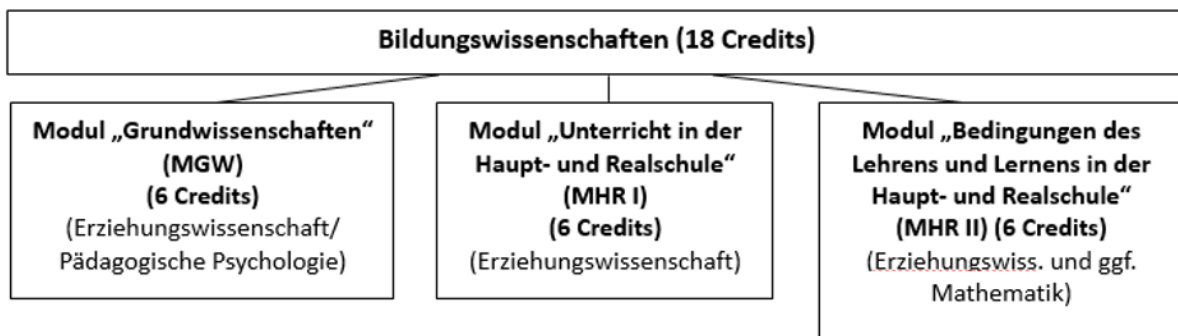 Bildungswissenschaften (18 Credits)
Modul „Grundwissenschaften“
(MGW)
(6 Credits)
(Erziehungswissenschaft/
Pädagogische Psychologie)
Modul „Unterricht in der
Haupt- und Realschule“
(MHR I)
(6 Credits)
(Erziehungswissenschaft)
Modul „Bedingungen des
Lehrens und Lernens in der
Haupt- und Realschule“
(MHR II) (6 Credits)
(Erziehungswiss. und ggf.
Mathematik)